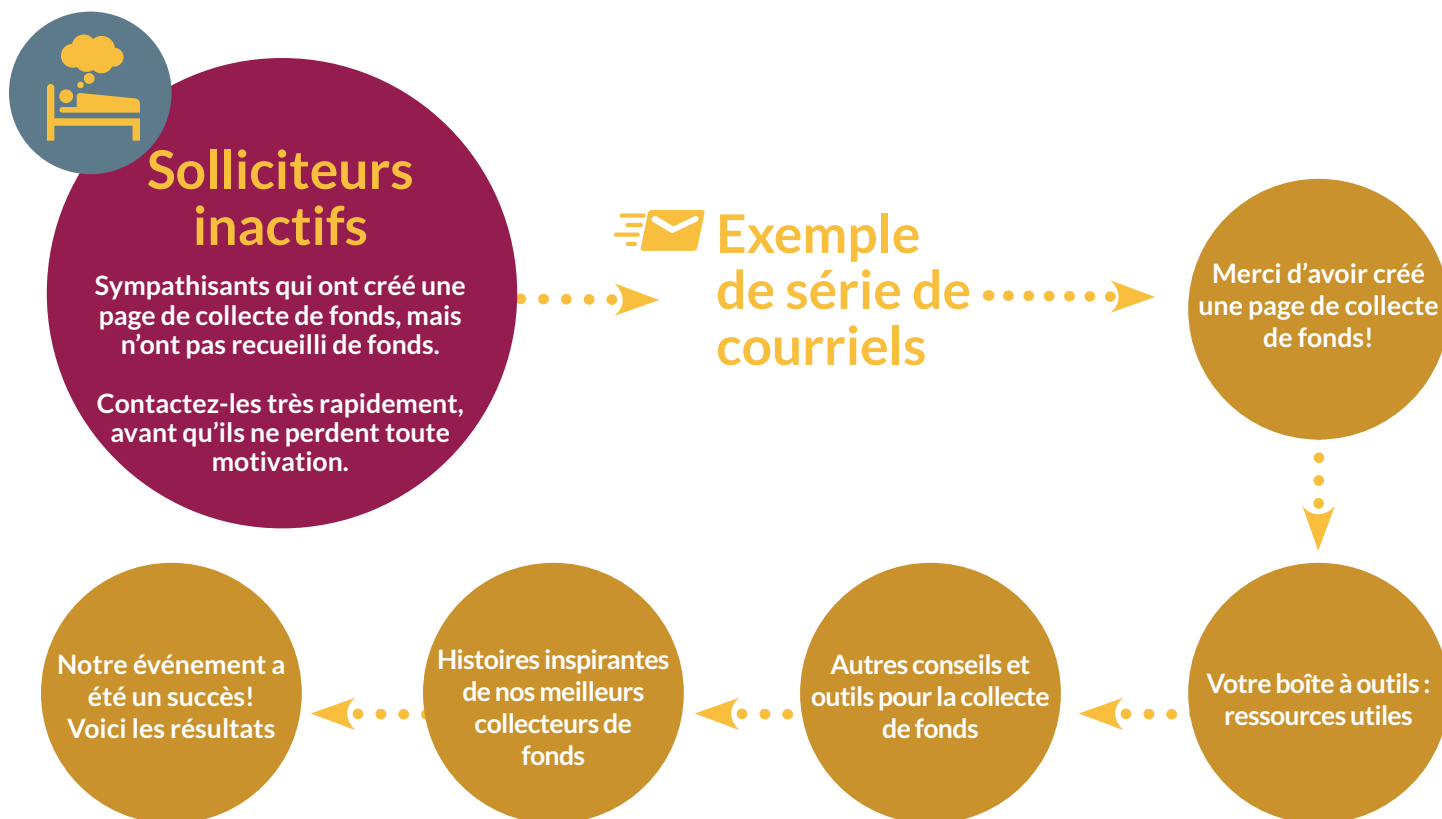 Solliciteurs
inactifs
Sympathisants qui ont créé une
page de collecte de fonds, mais
n’ont pas recueilli de fonds.
Contactez-les très rapidement,
avant qu’ils ne perdent toute
motivation.
Exemple
de série de
courriels
Merci d’avoir créé
une page de collecte
de fonds!
Votre boîte à outils :
ressources utiles
Autres conseils et
outils pour la collecte
de fonds
Histoires inspirantes
de nos meilleurs
collecteurs de
fonds
Notre événement a
été un succès!
Voici les résultats